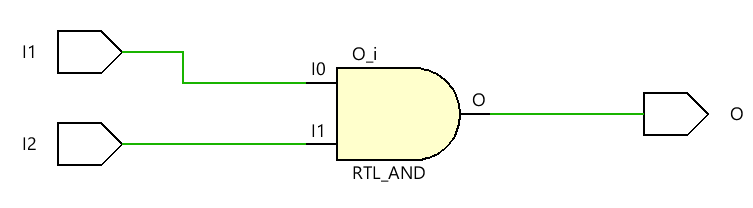 I1
I2
I0
I1
O_i
RTL_AND
O
O